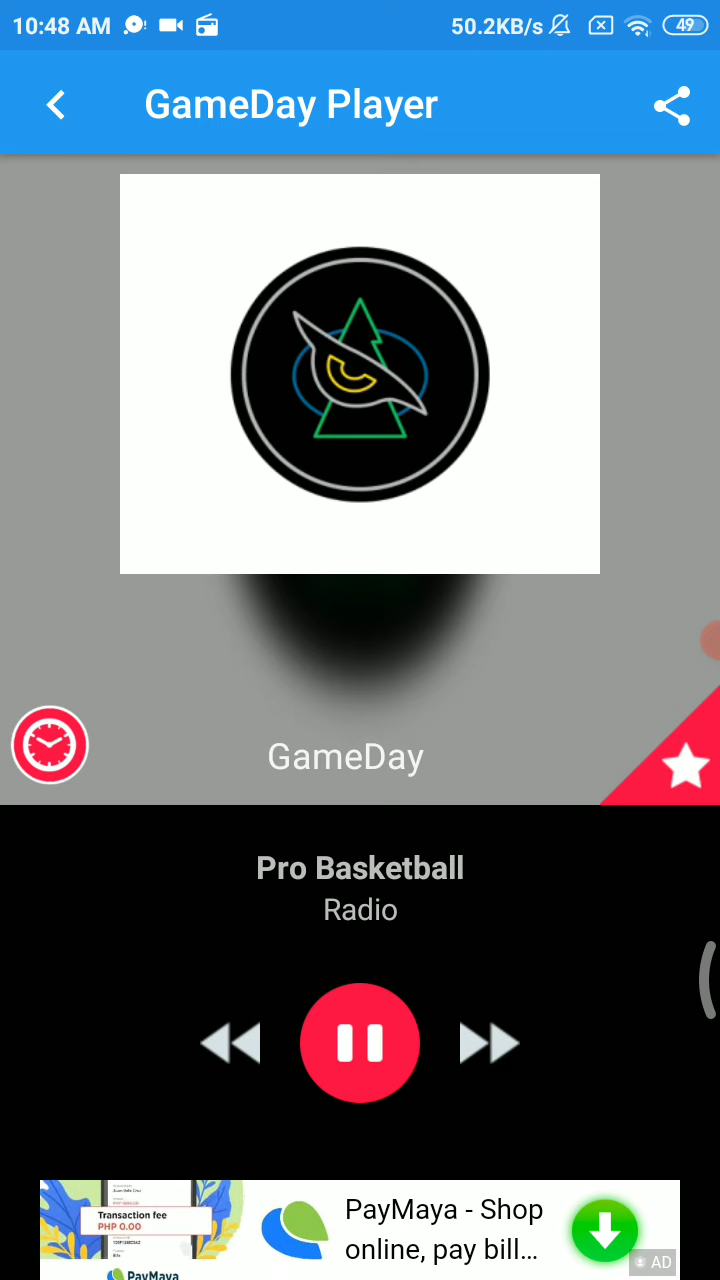 10:48 AM
50.2KB/s
49
GameDay Player
GameDay
Pro Basketball
Radio
Transaction fee
PHP 0.00
PayMaya
PayMaya - Shop
online, pay bill...
AD